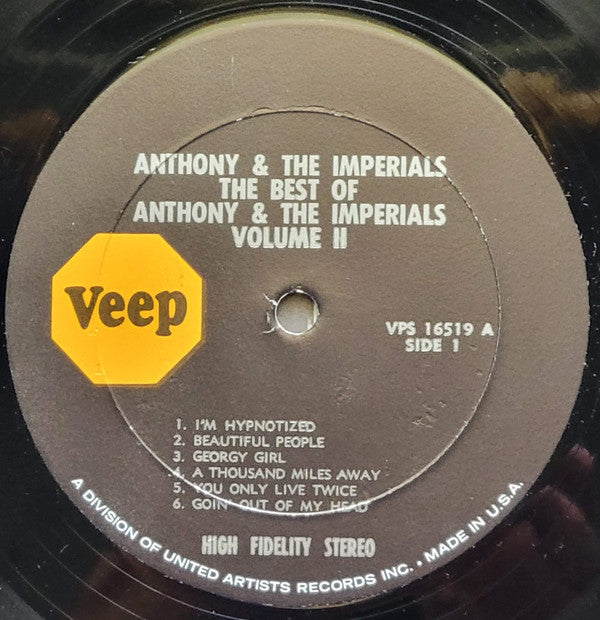 ANTHONY & THE IMPERIALS
THE BEST OF
ANTHONY & THE IMPERIALS
VOLUME II
Veep
VPS 16519 A
SIDE 1
1. I'M HYPNOTIZED
2. BEAUTIFUL PEOPLE
3. GEORGY GIRL
4. A THOUSAND MILES AWAY
5. YOU ONLY LIVE TWICE
6. GOIN' OUT OF MY HEAD
HIGH FIDELITY STEREO
A DIVISION OF UNITED ARTISTS RECORDS INC. • MADE IN U.S.A.